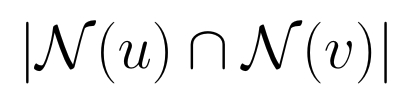 |𝒩(u) ∩ 𝒩(v)|